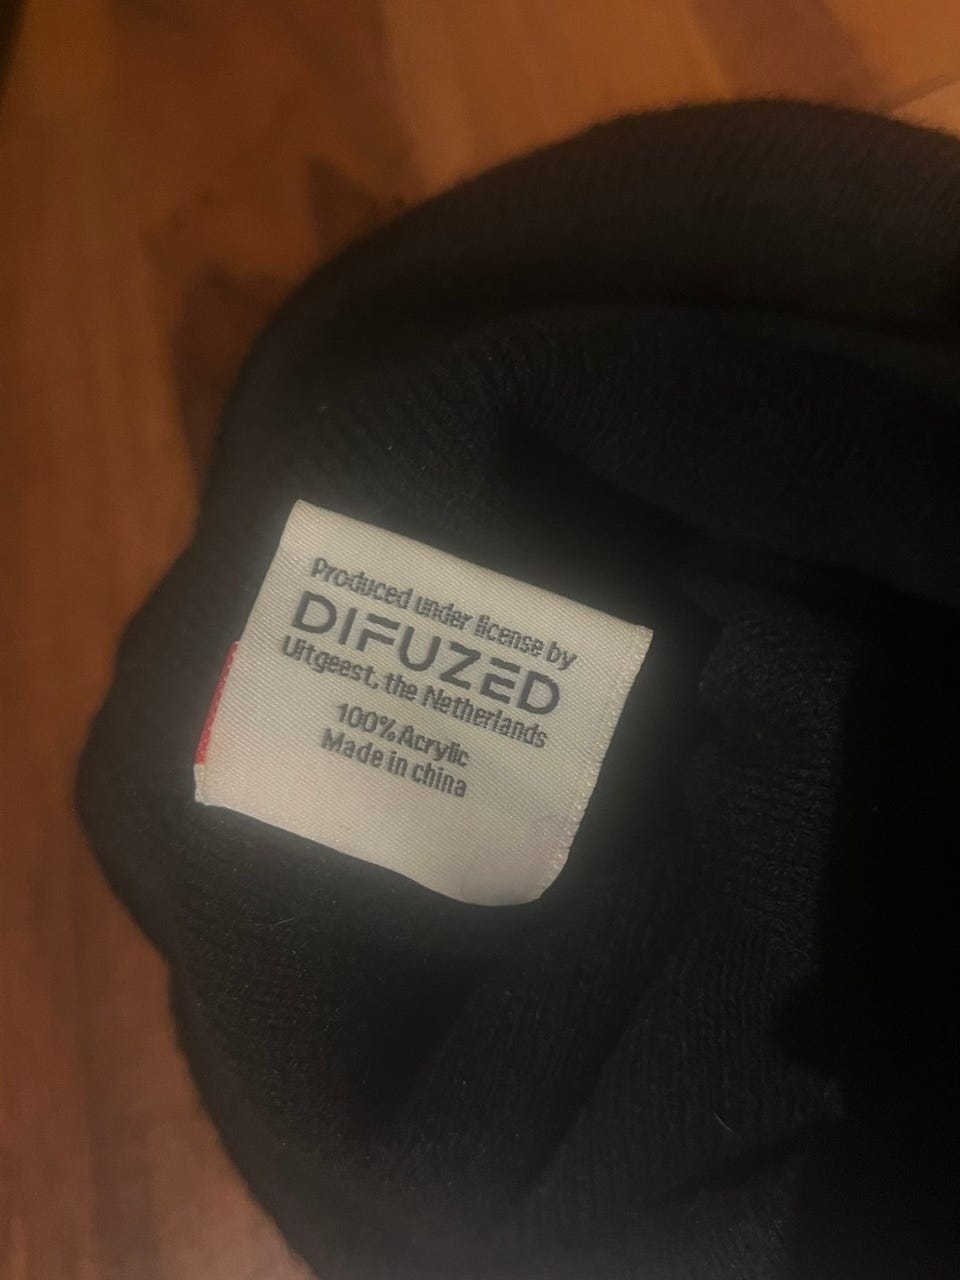 Produced under license by
DIFUZED
Uitgeest, the Netherlands
100% Acrylic
Made in china